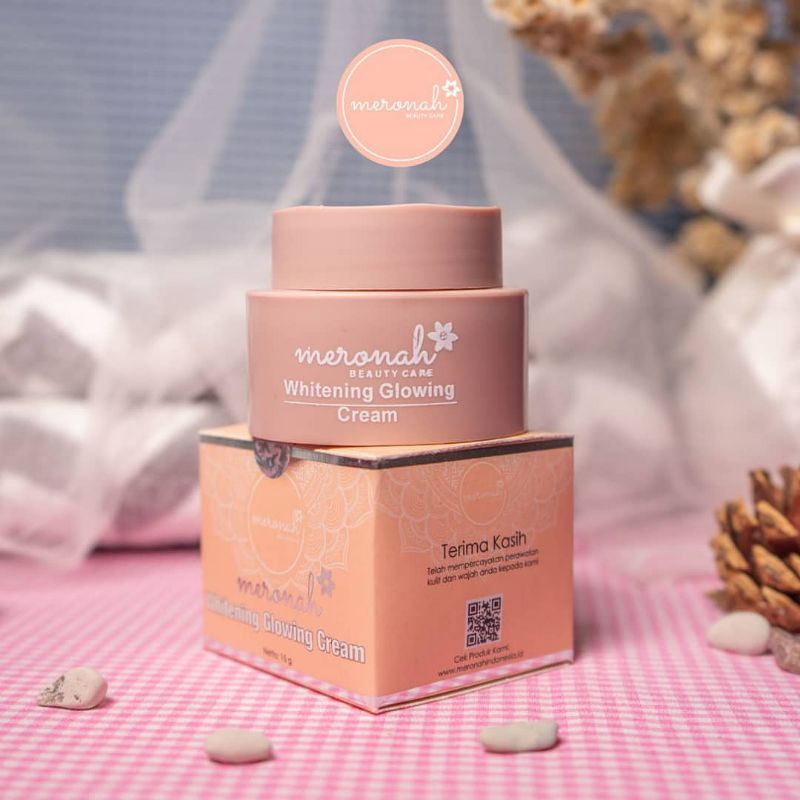 meronah
BEAUTY CARE
meronah
BEAUTY CARE
Whitening Glowing
Cream
meronah
meronah
Whitening Glowing Cream
Netto 15 g
Terima Kasih
Telah mempercayakan perawatan
kulit dan wajah anda kepada kami
Cek Produk Kami:
www.meronahindonesia.id